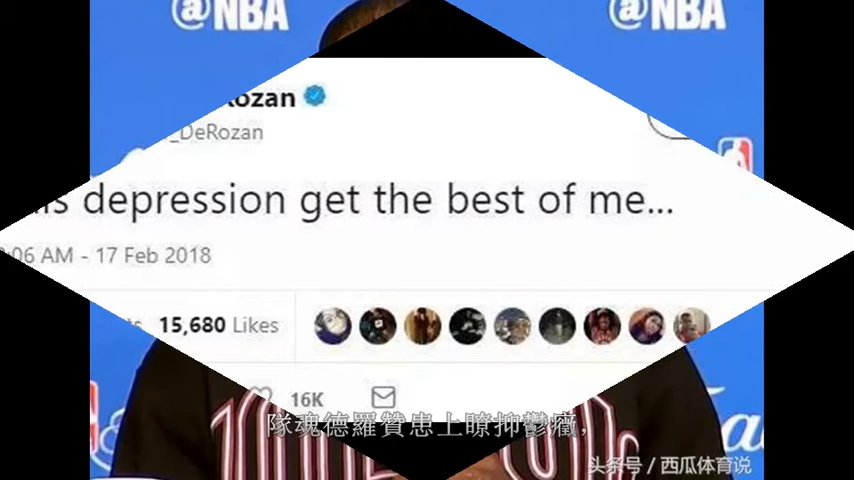 @NBA @NBA
Rozan
_DeRozan
is depression get the best of me...
:06 AM - 17 Feb 2018
ts 15,680 Likes
16K
隊魂德羅贊患上瞭抑鬱癥,
头条号 / 西瓜体育说